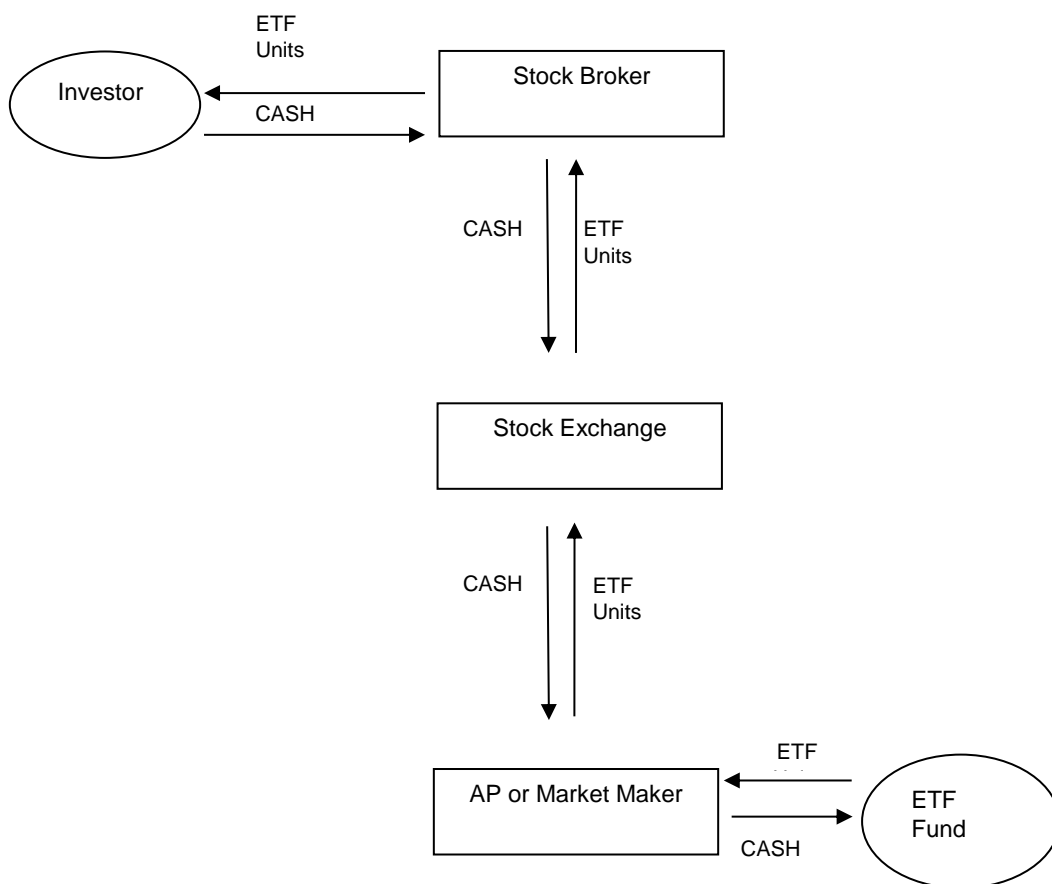 ETF
Units
Investor
Stock Broker
CASH
CASH
ETF
Units
Stock Exchange
CASH
ETF
Units
ETF
AP or Market Maker
ETF
Fund
CASH